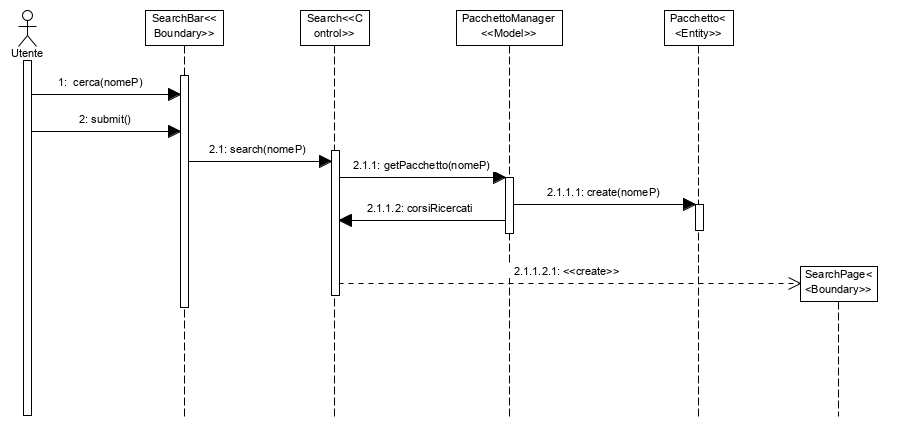 SearchBar<<
Boundary>>
Search<<C
ontrol>>
PacchettoManager
<<Model>>
Pacchetto<
<Entity>>
Utente
1: cerca(nomeP)
2: submit()
2.1: search(nomeP)
2.1.1: getPacchetto(nomeP)
2.1.1.1: create(nomeP)
2.1.1.2: corsiRicercati
2.1.1.2.1: <<create>>
SearchPage<
<Boundary>>